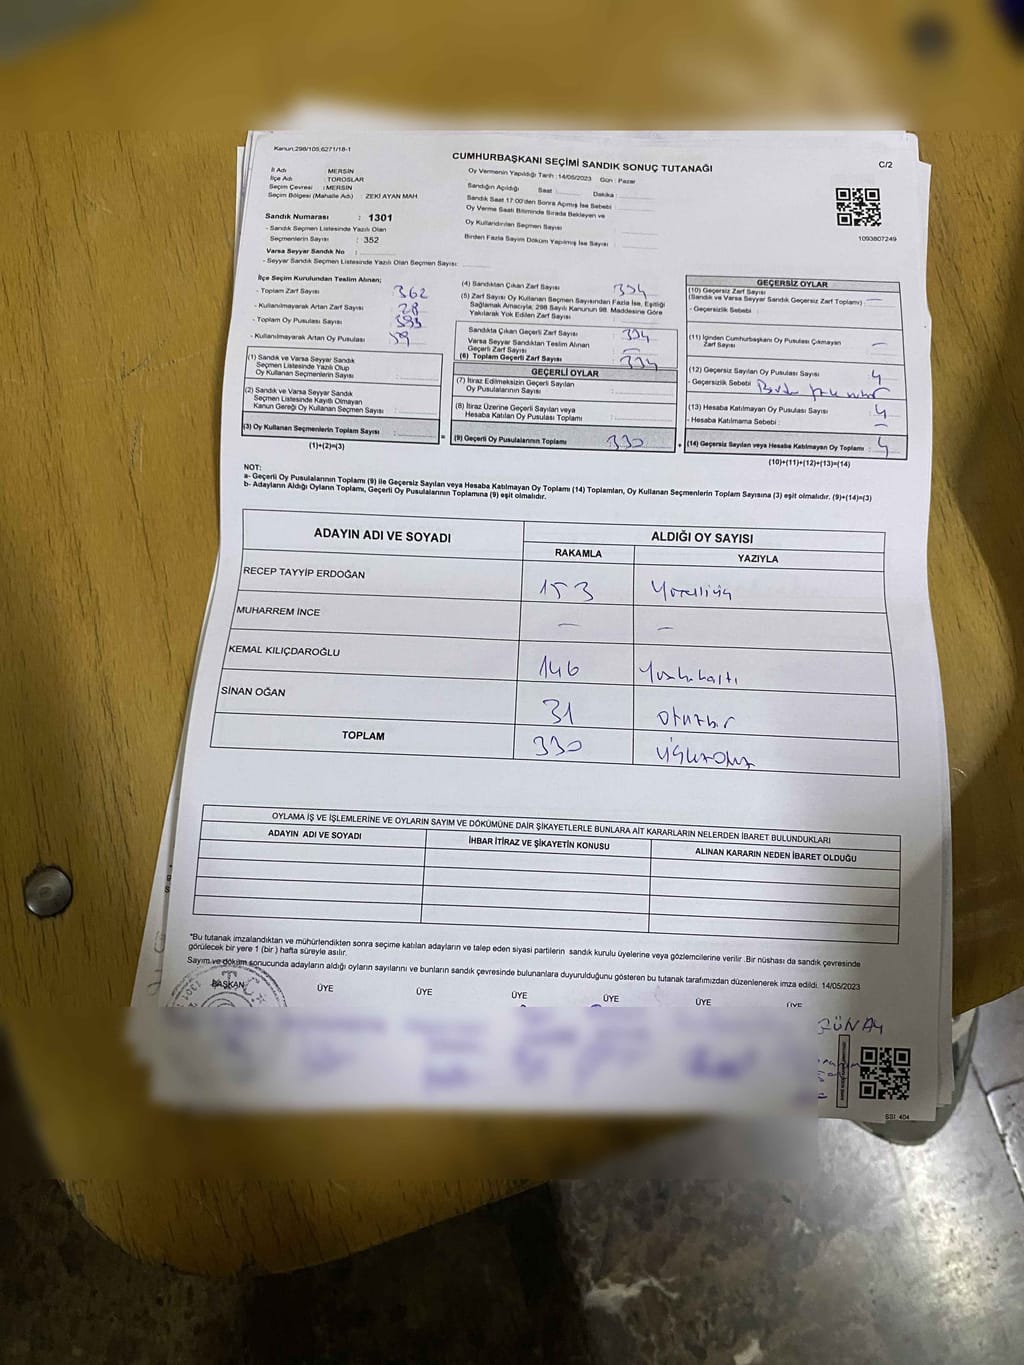 Kanun:298/105;6271/18-1
C/2
CUMHURBAŞKANI SEÇİMİ SANDIK SONUÇ TUTANAĞI
İl Adı : MERSİN
İlçe Adı : TOROSLAR
Seçim Çevresi : MERSİN
Seçim Bölgesi (Mahalle Adı) : ZEKİ AYAN MAH
Sandık Numarası : 1301
- Sandık Seçmen Listesinde Yazılı Olan
Seçmenlerin Sayısı : 352
Varsa Seyyar Sandık No :
- Seyyar Sandık Seçmen Listesinde Yazılı Olan Seçmen Sayısı:
Oy Vermenin Yapıldığı Tarih : 14/05/2023 Gün : Pazar
Sandığın Açıldığı Saat : Dakika :
Sandık Saat 17:00'den Sonra Açılmış İse Sebebi :
Oy Verme Saati Bitiminde Sırada Bekleyen ve
Oy Kullandırılan Seçmen Sayısı :
Birden Fazla Sayım Döküm Yapılmış İse Sayısı :
1093807249
İlçe Seçim Kurulundan Teslim Alınan;
- Toplam Zarf Sayısı : 362
- Kullanılmayarak Artan Zarf Sayısı : 28
- Toplam Oy Pusulası Sayısı :
- Kullanılmayarak Artan Oy Pusulası :
(1) Sandık ve Varsa Seyyar Sandık
Seçmen Listesinde Yazılı Olup
Oy Kullanan Seçmenlerin Sayısı :
(2) Sandık ve Varsa Seyyar Sandık
Seçmen Listesinde Kayıtlı Olmayan
Kanun Gereği Oy Kullanan Seçmen Sayısı :
(3) Oy Kullanan Seçmenlerin Toplam Sayısı :
(1)+(2)=(3)
(4) Sandıktan Çıkan Zarf Sayısı : 334
(5) Zarf Sayısı Oy Kullanan Seçmen Sayısından Fazla İse, Eşitliği
Sağlamak Amacıyla; 298 Sayılı Kanunun 98. Maddesine Göre
Yakılarak Yok Edilen Zarf Sayısı :
Sandıkta Çıkan Geçerli Zarf Sayısı : 334
Varsa Seyyar Sandıktan Teslim Alınan
Geçerli Zarf Sayısı : —
(6) Toplam Geçerli Zarf Sayısı : 334
GEÇERLİ OYLAR
(7) İtiraz Edilmeksizin Geçerli Sayılan
Oy Pusulalarının Sayısı :
(8) İtiraz Üzerine Geçerli Sayılan veya
Hesaba Katılan Oy Pusulası Toplamı :
= (9) Geçerli Oy Pusulalarının Toplamı 330 +
GEÇERSİZ OYLAR
(10) Geçersiz Zarf Sayısı
(Sandık ve Varsa Seyyar Sandık Geçersiz Zarf Toplamı) : —
- Geçersizlik Sebebi :
(11) İçinden Cumhurbaşkanı Oy Pusulası Çıkmayan
Zarf Sayısı : —
(12) Geçersiz Sayılan Oy Pusulası Sayısı : 4
- Geçersizlik Sebebi :
(13) Hesaba Katılmayan Oy Pusulası Sayısı : 4
- Hesaba Katılmama Sebebi : —
(14) Geçersiz Sayılan veya Hesaba Katılmayan Oy Toplamı : 4
(10)+(11)+(12)+(13)=(14)
NOT:
a- Geçerli Oy Pusulalarının Toplamı (9) ile Geçersiz Sayılan veya Hesaba Katılmayan Oy Toplamı (14) Toplamları, Oy Kullanan Seçmenlerin Toplam Sayısına (3) eşit olmalıdır. (9)+(14)=(3)
b- Adayların Aldığı Oyların Toplamı, Geçerli Oy Pusulalarının Toplamına (9) eşit olmalıdır.
ADAYIN ADI VE SOYADI ALDIĞI OY SAYISI
RAKAMLA YAZIYLA
RECEP TAYYİP ERDOĞAN 153 Yüzelliüç
MUHARREM İNCE — —
KEMAL KILIÇDAROĞLU 146 Yüzkırkaltı
SİNAN OĞAN 31 otuzbir
TOPLAM 330 üçyüzotuz
OYLAMA İŞ VE İŞLEMLERİNE VE OYLARIN SAYIM VE DÖKÜMÜNE DAİR ŞİKAYETLERLE BUNLARA AİT KARARLARIN NELERDEN İBARET BULUNDUKLARI
ADAYIN ADI VE SOYADI İHBAR İTİRAZ VE ŞİKAYETİN KONUSU ALINAN KARARIN NEDEN İBARET OLDUĞU
*Bu tutanak imzalandıktan ve mühürlendikten sonra seçime katılan adayların ve talep eden siyasi partilerin sandık kurulu üyelerine veya gözlemcilerine verilir .Bir nüshası da sandık çevresinde
görülecek bir yere 1 (bir ) hafta süreyle asılır.
Sayım ve döküm sonucunda adayların aldığı oyların sayılarını ve bunların sandık çevresinde bulunanlara duyurulduğunu gösteren bu tutanak tarafımızdan düzenlenerek imza edildi. 14/05/2023
BAŞKAN ÜYE ÜYE ÜYE ÜYE ÜYE ÜYE
GÜNAY
SSİ_404